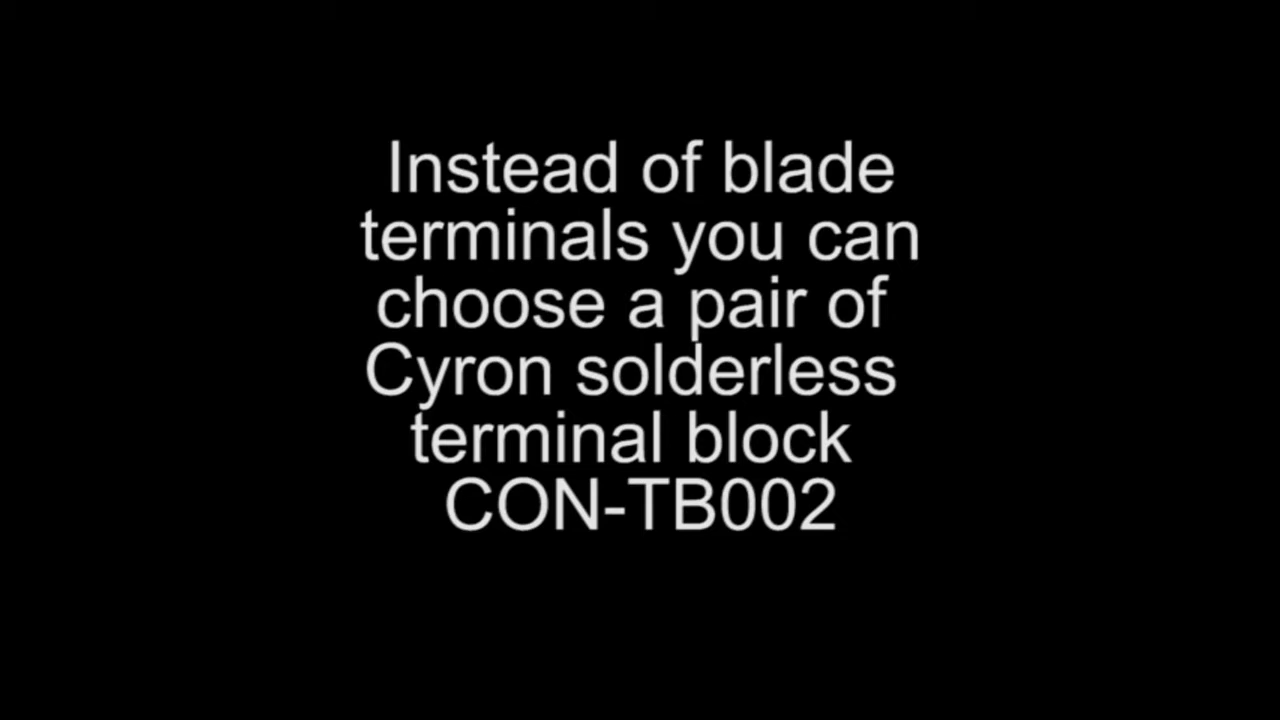 Instead of blade
terminals you can
choose a pair of
Cyron solderless
terminal block
CON-TB002